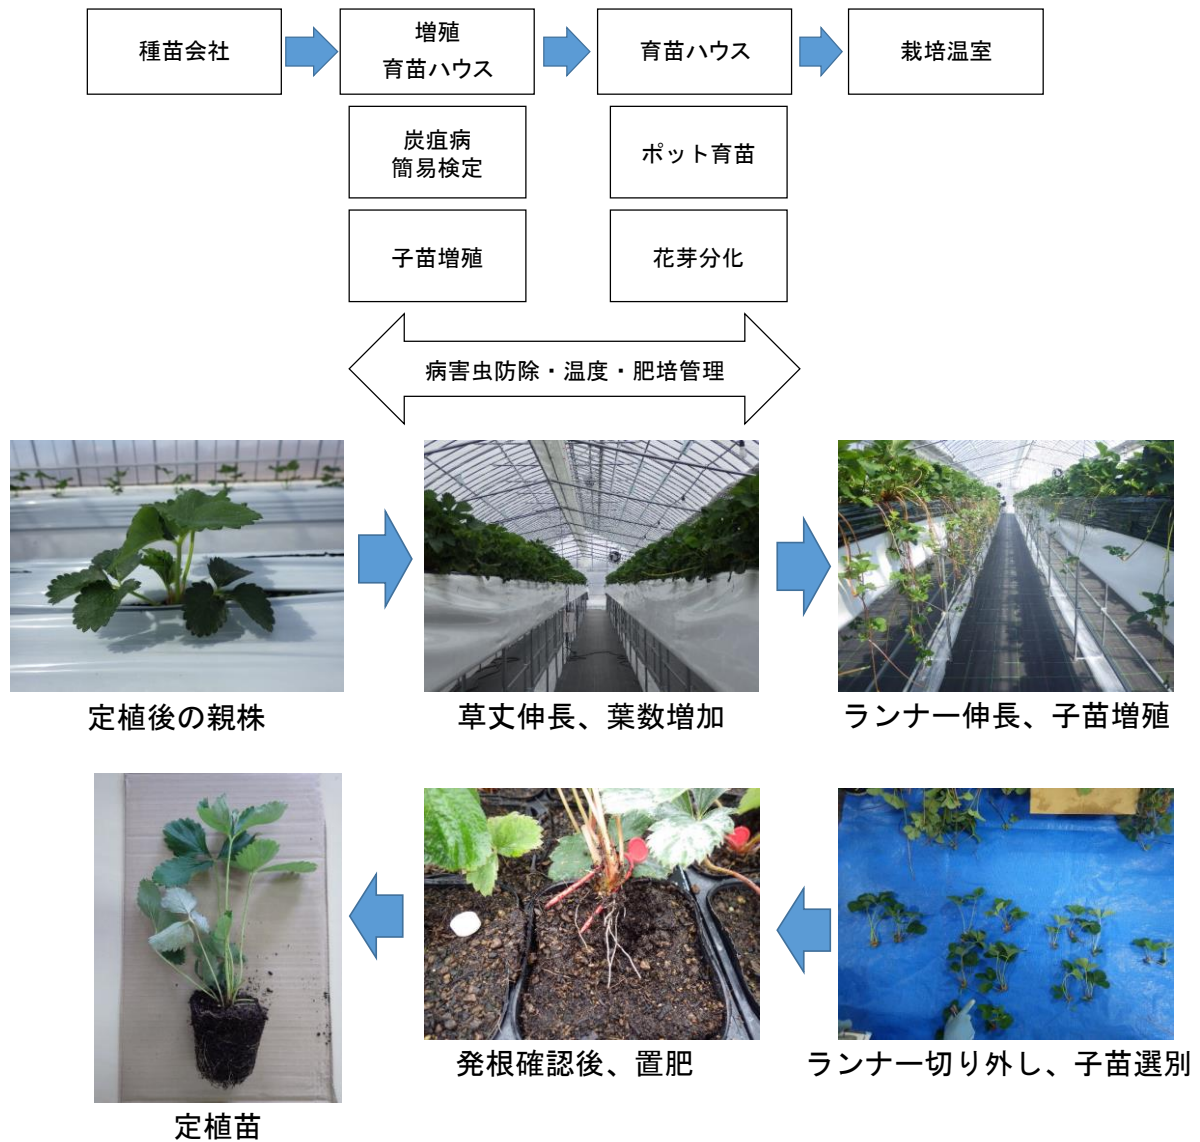 種苗会社
増殖
育苗ハウス
育苗ハウス
栽培温室
炭疽病
簡易検定
ポット育苗
子苗増殖
花芽分化
病害虫防除・温度・肥培管理
定植後の親株
草丈伸長、葉数増加
ランナー伸長、子苗増殖
定植苗
発根確認後、置肥
ランナー切り外し、子苗選別